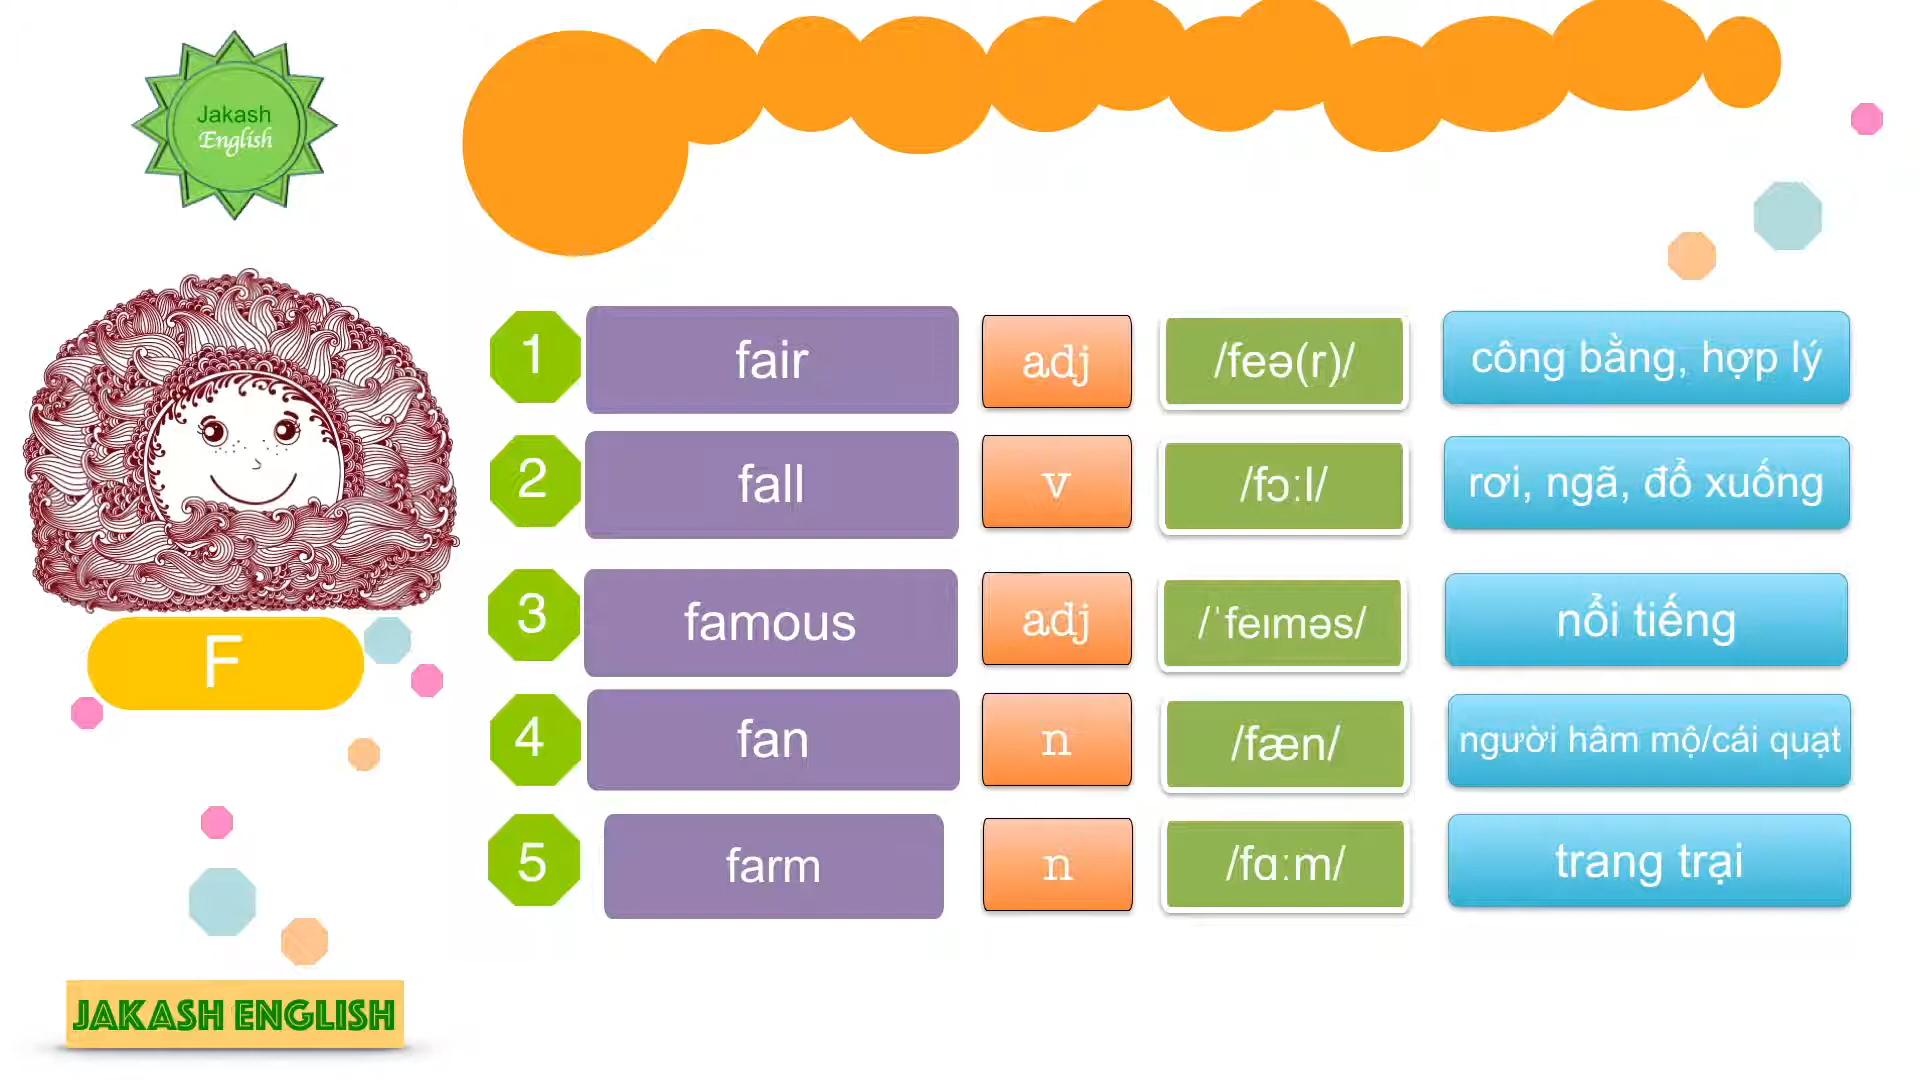 Jakash
English
F
1 fair adj /feə(r)/ công bằng, hợp lý
2 fall v /fɔːl/ rơi, ngã, đổ xuống
3 famous adj /ˈfeɪməs/ nổi tiếng
4 fan n /fæn/ người hâm mộ/cái quạt
5 farm n /fɑːm/ trang trại
JAKASH ENGLISH